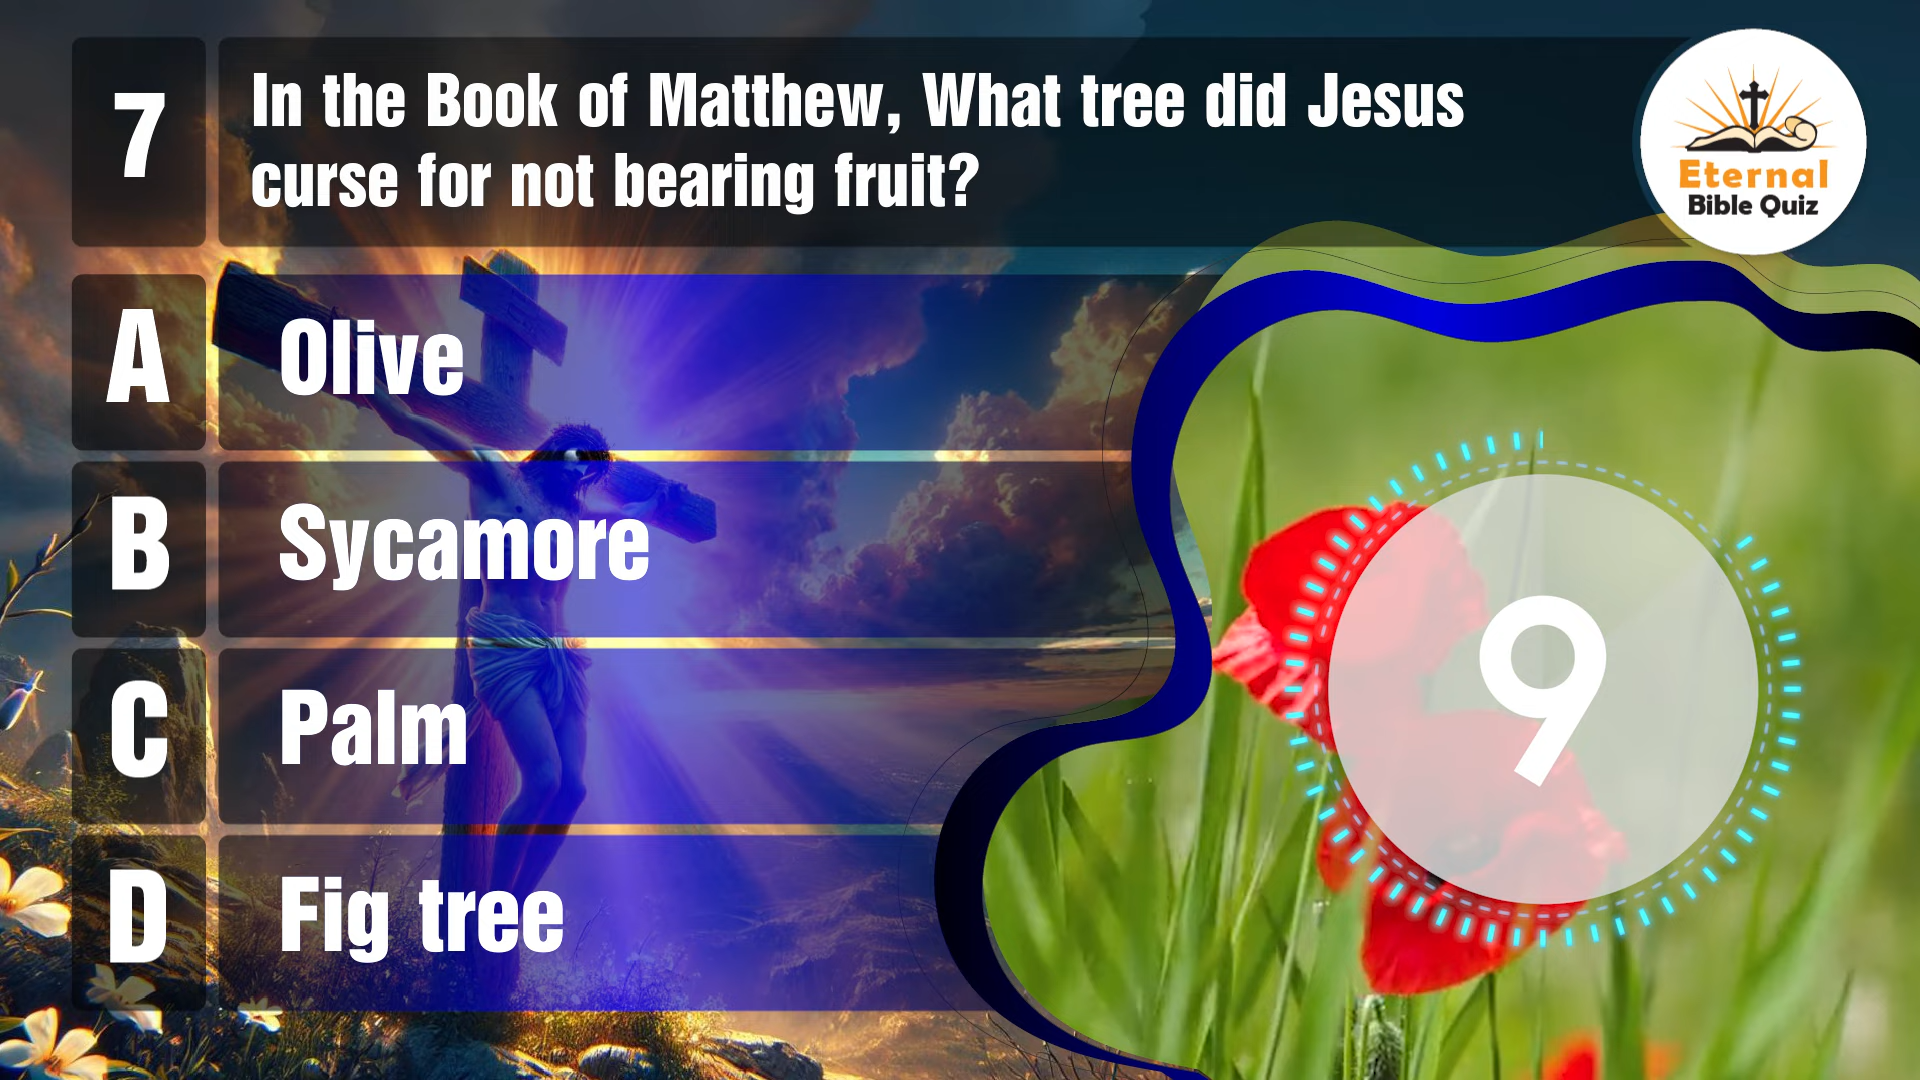 7
In the Book of Matthew, What tree did Jesus
curse for not bearing fruit?
Eternal
Bible Quiz
A
Olive
B
Sycamore
C
Palm
D
Fig tree
9